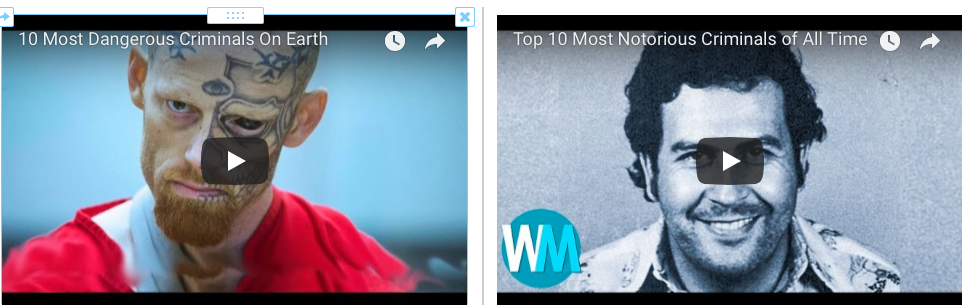 10 Most Dangerous Criminals On Earth
Top 10 Most Notorious Criminals of All Time
WM